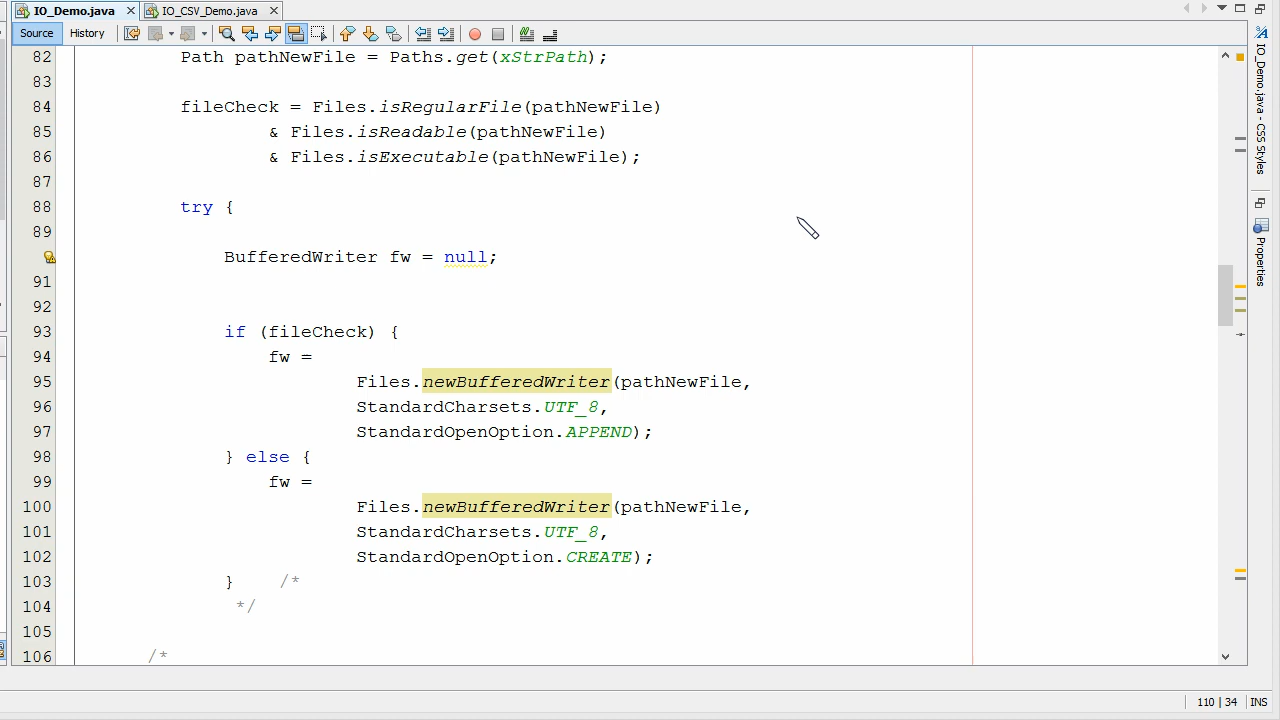 IO_Demo.java
IO_CSV_Demo.java
Source
History
82 Path pathNewFile = Paths.get(xStrPath);
83
84 fileCheck = Files.isRegularFile(pathNewFile)
85 & Files.isReadable(pathNewFile)
86 & Files.isExecutable(pathNewFile);
87
88 try {
89
BufferedWriter fw = null;
91
92
93 if (fileCheck) {
94 fw =
95 Files.newBufferedWriter(pathNewFile,
96 StandardCharsets.UTF_8,
97 StandardOpenOption.APPEND);
98 } else {
99 fw =
100 Files.newBufferedWriter(pathNewFile,
101 StandardCharsets.UTF_8,
102 StandardOpenOption.CREATE);
103 } /*
104 */
105
106 /*
IO_Demo.java - CSS Styles
Properties
110 | 34 INS